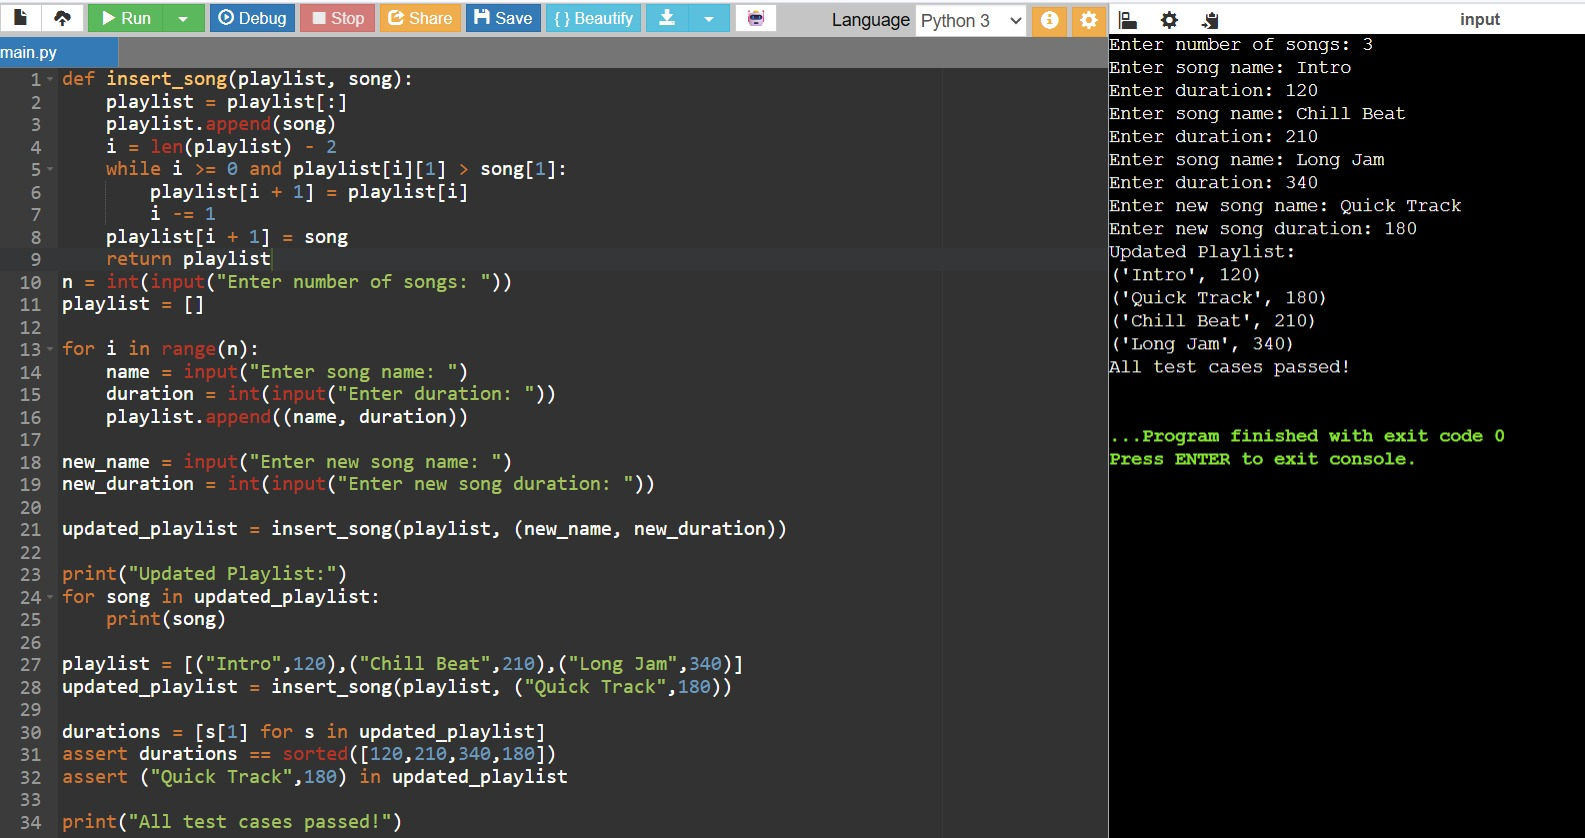 Run
Debug
Stop
Share
Save
{ } Beautify
Language Python 3
input
main.py
1 def insert_song(playlist, song):
2     playlist = playlist[:]
3     playlist.append(song)
4     i = len(playlist) - 2
5     while i >= 0 and playlist[i][1] > song[1]:
6         playlist[i + 1] = playlist[i]
7         i -= 1
8     playlist[i + 1] = song
9     return playlist
10 n = int(input("Enter number of songs: "))
11 playlist = []
12
13 for i in range(n):
14     name = input("Enter song name: ")
15     duration = int(input("Enter duration: "))
16     playlist.append((name, duration))
17
18 new_name = input("Enter new song name: ")
19 new_duration = int(input("Enter new song duration: "))
20
21 updated_playlist = insert_song(playlist, (new_name, new_duration))
22
23 print("Updated Playlist:")
24 for song in updated_playlist:
25     print(song)
26
27 playlist = [("Intro",120),("Chill Beat",210),("Long Jam",340)]
28 updated_playlist = insert_song(playlist, ("Quick Track",180))
29
30 durations = [s[1] for s in updated_playlist]
31 assert durations == sorted([120,210,340,180])
32 assert ("Quick Track",180) in updated_playlist
33
34 print("All test cases passed!")
Enter number of songs: 3
Enter song name: Intro
Enter duration: 120
Enter song name: Chill Beat
Enter duration: 210
Enter song name: Long Jam
Enter duration: 340
Enter new song name: Quick Track
Enter new song duration: 180
Updated Playlist:
('Intro', 120)
('Quick Track', 180)
('Chill Beat', 210)
('Long Jam', 340)
All test cases passed!
...Program finished with exit code 0
Press ENTER to exit console.